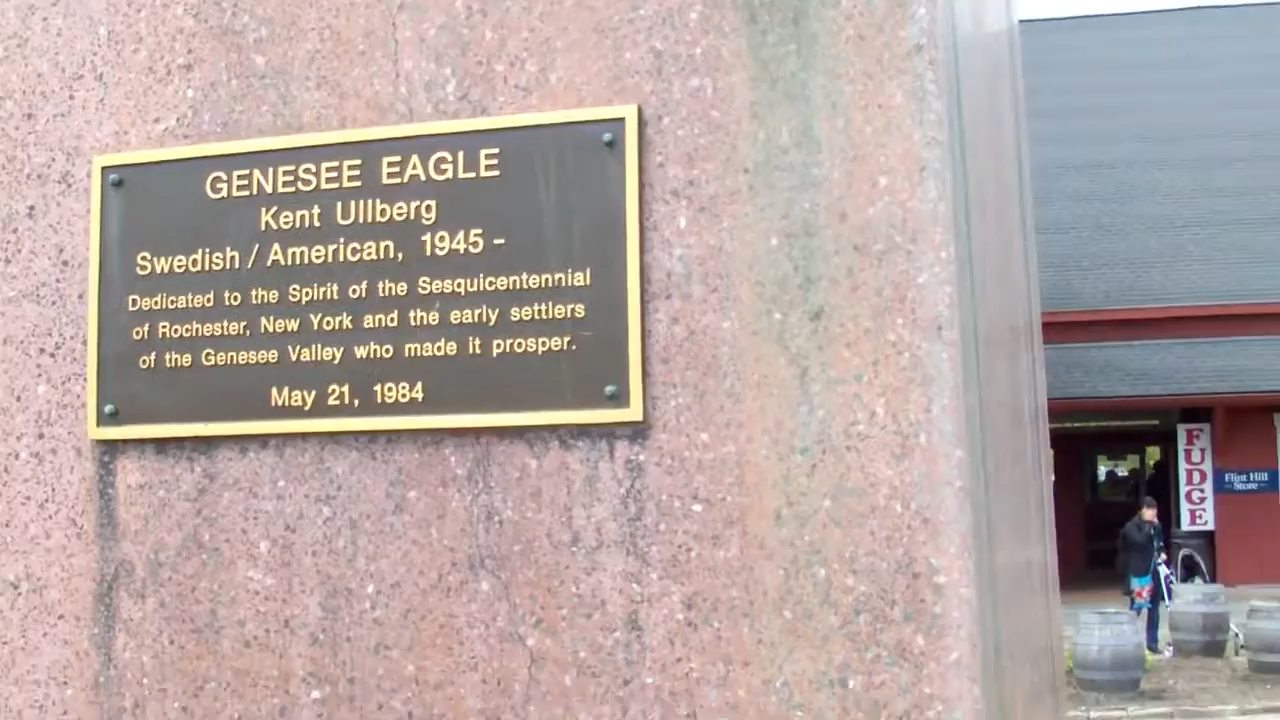 GENESEE EAGLE
Kent Ullberg
Swedish / American, 1945 -
Dedicated to the Spirit of the Sesquicentennial
of Rochester, New York and the early settlers
of the Genesee Valley who made it prosper.
May 21, 1984
FUDGE
Flint Hill
Store